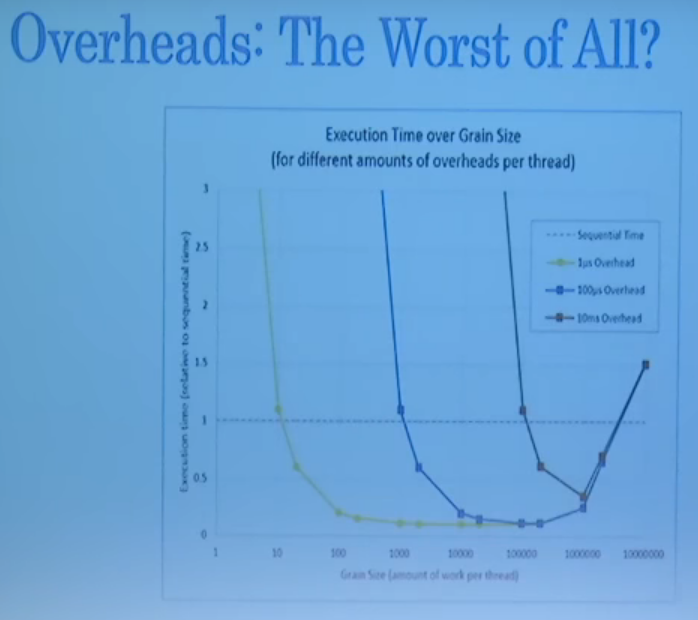 Overheads: The Worst of All?
Execution Time over Grain Size
(for different amounts of overheads per thread)
Execution time (relative to sequential time)
3
2.5
2
1.5
1
0.5
0
Sequential Time
1µs Overhead
100µs Overhead
10ms Overhead
1
10
100
1000
10000
100000
1000000
10000000
Grain Size (amount of work per thread)